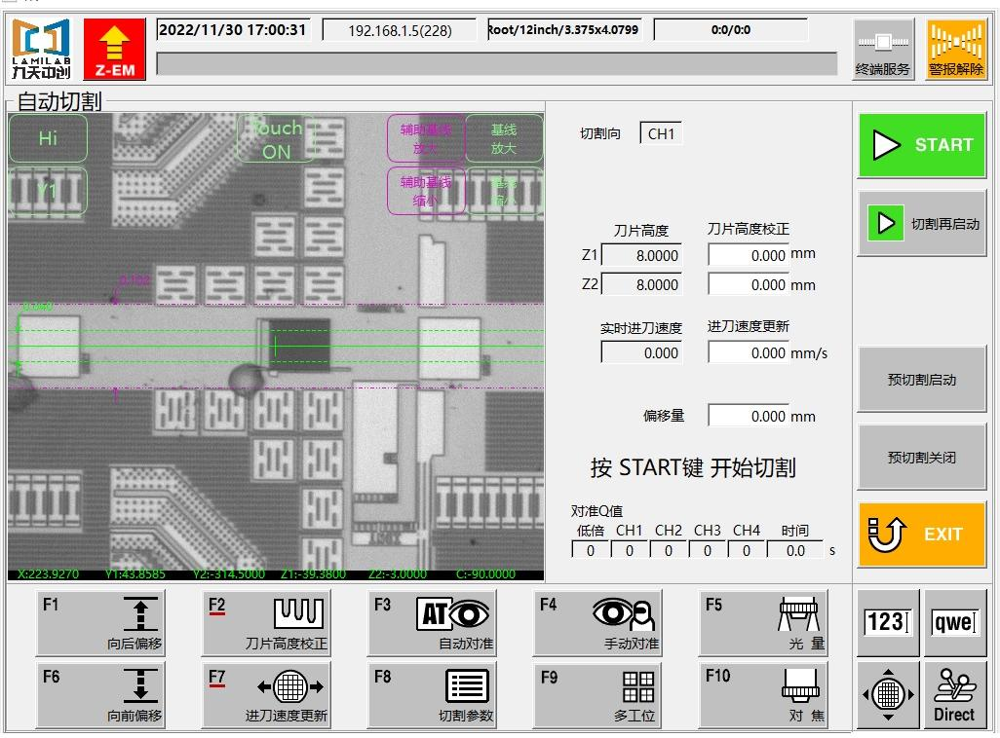 LAMILAB
九天中创
Z-EM
2022/11/30 17:00:31
192.168.1.5(228)
Root/12inch/3.375x4.0799
0:0/0:0
终端服务
警报解除
自动切割
Hi
Touch
ON
辅助基线
放大
基线
放大
Y1
辅助基线
缩小
基线
缩小
0.102
0.040
X:223.9270 Y1:43.8585 Y2:-314.5000 Z1:-39.3800 Z2:-3.0000 C:-90.0000
切割向 CH1
刀片高度 刀片高度校正
Z1 8.0000 0.000 mm
Z2 8.0000 0.000 mm
实时进刀速度 进刀速度更新
0.000 0.000 mm/s
偏移量 0.000 mm
按 START键 开始切割
对准Q值
低倍 CH1 CH2 CH3 CH4 时间
0 0 0 0 0 0.0 s
START
切割再启动
预切割启动
预切割关闭
EXIT
F1
向后偏移
F2
刀片高度校正
F3
AT
自动对准
F4
手动对准
F5
光 量
F6
向前偏移
F7
进刀速度更新
F8
切割参数
F9
多工位
F10
对 焦
123
qwe
Direct